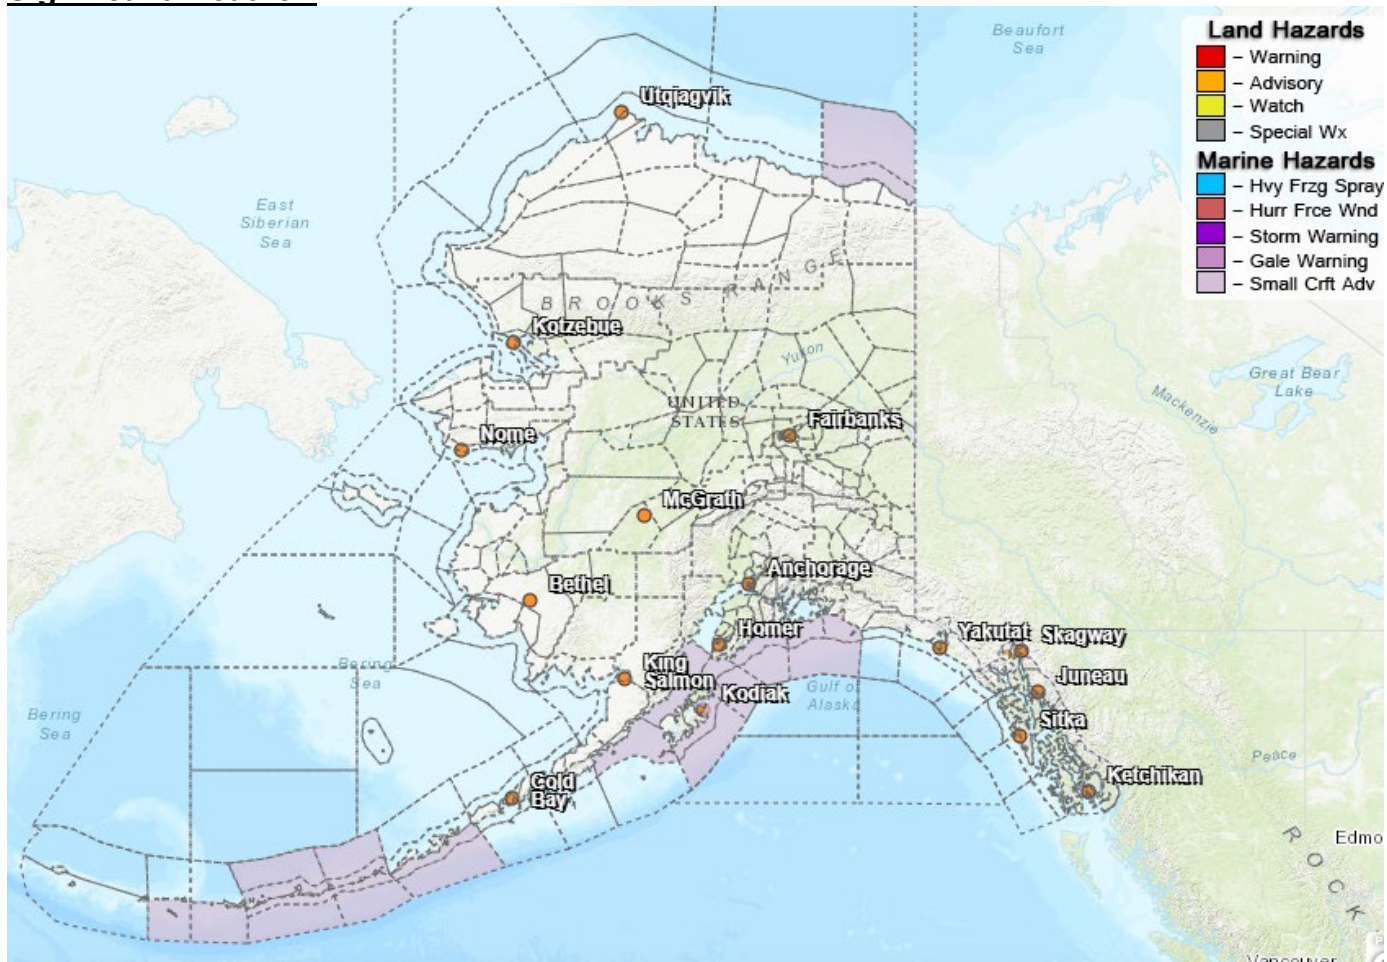 Beaufort
Sea
Land Hazards
– Warning
– Advisory
– Watch
– Special Wx
Marine Hazards
– Hvy Frzg Spray
– Hurr Frce Wnd
– Storm Warning
– Gale Warning
– Small Crft Adv
Utqiagvik
East
Siberian
Sea
BROOKS RANGE
Kotzebue
Yukon
Great Bear
Lake
Mackenzie
UNITED
STATES
Fairbanks
Nome
McGrath
Anchorage
Bethel
Homer
Yakutat
Skagway
King
Salmon
Juneau
Bering
Sea
Kodiak
Gulf of
Alaska
Sitka
Bering
Sea
Peace
Cold
Bay
Ketchikan
Edmo
ROCK
Vancouver